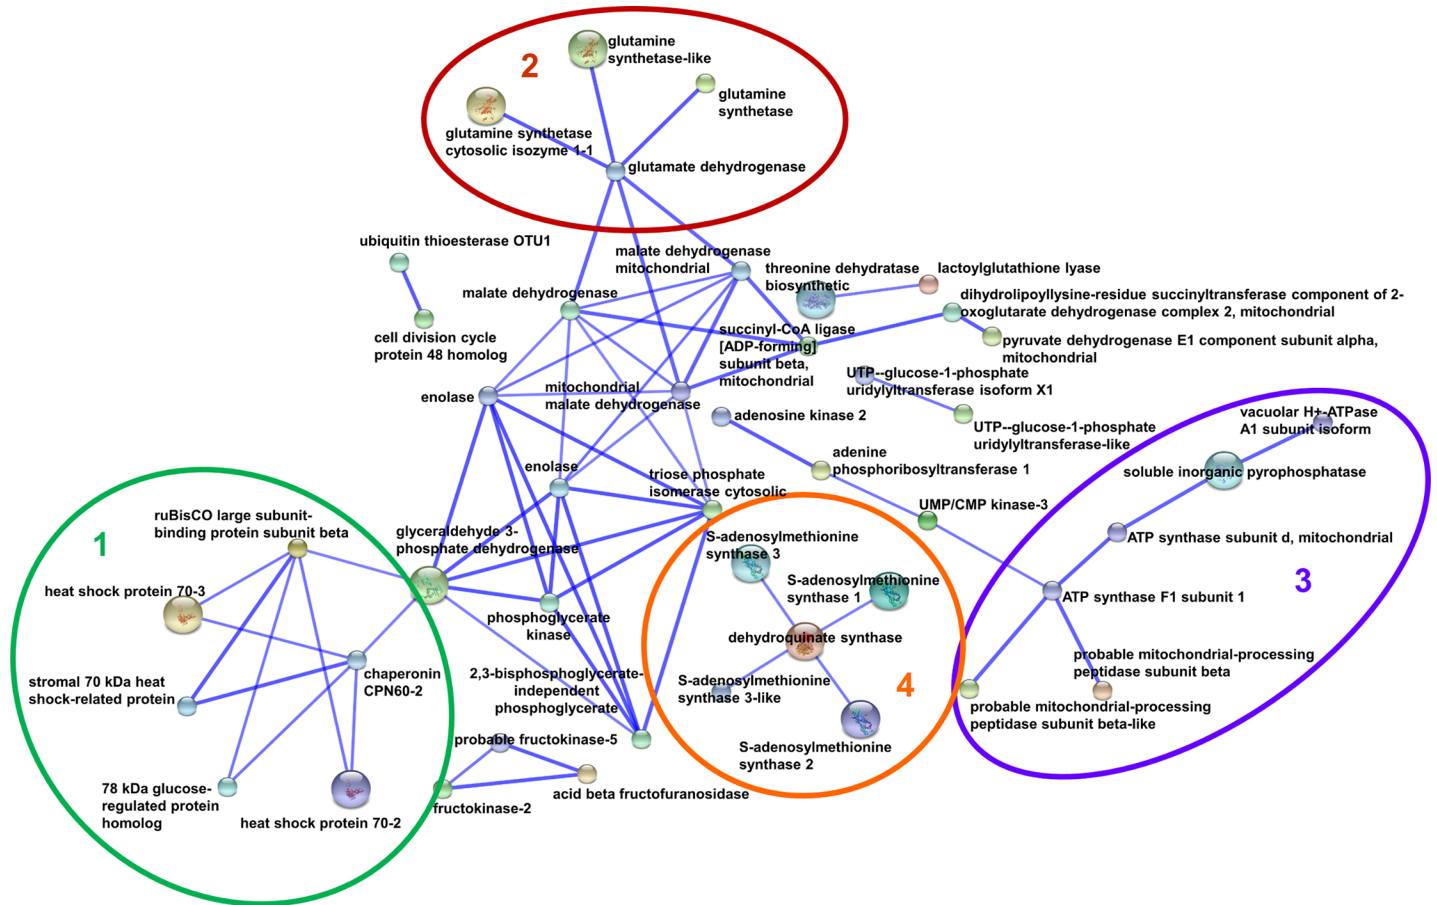 2
glutamine
synthetase-like
glutamine
synthetase
glutamine synthetase
cytosolic isozyme 1-1
glutamate dehydrogenase
ubiquitin thioesterase OTU1
cell division cycle
protein 48 homolog
malate dehydrogenase
mitochondrial
malate dehydrogenase
threonine dehydratase
biosynthetic
lactoylglutathione lyase
dihydrolipoyllysine-residue succinyltransferase component of 2-
oxoglutarate dehydrogenase complex 2, mitochondrial
pyruvate dehydrogenase E1 component subunit alpha,
mitochondrial
succinyl-CoA ligase
[ADP-forming]
subunit beta,
mitochondrial
UTP--glucose-1-phosphate
uridylyltransferase isoform X1
UTP--glucose-1-phosphate
uridylyltransferase-like
enolase
mitochondrial
malate dehydrogenase
adenosine kinase 2
adenine
phosphoribosyltransferase 1
UMP/CMP kinase-3
enolase
triose phosphate
isomerase cytosolic
glyceraldehyde 3-
phosphate dehydrogenase
phosphoglycerate
kinase
2,3-bisphosphoglycerate-
independent
phosphoglycerate
probable fructokinase-5
fructokinase-2
acid beta fructofuranosidase
1
ruBisCO large subunit-
binding protein subunit beta
heat shock protein 70-3
stromal 70 kDa heat
shock-related protein
chaperonin
CPN60-2
78 kDa glucose-
regulated protein
homolog
heat shock protein 70-2
4
S-adenosylmethionine
synthase 3
S-adenosylmethionine
synthase 1
dehydroquinate synthase
S-adenosylmethionine
synthase 3-like
S-adenosylmethionine
synthase 2
3
vacuolar H+-ATPase
A1 subunit isoform
soluble inorganic pyrophosphatase
ATP synthase subunit d, mitochondrial
ATP synthase F1 subunit 1
probable mitochondrial-processing
peptidase subunit beta
probable mitochondrial-processing
peptidase subunit beta-like